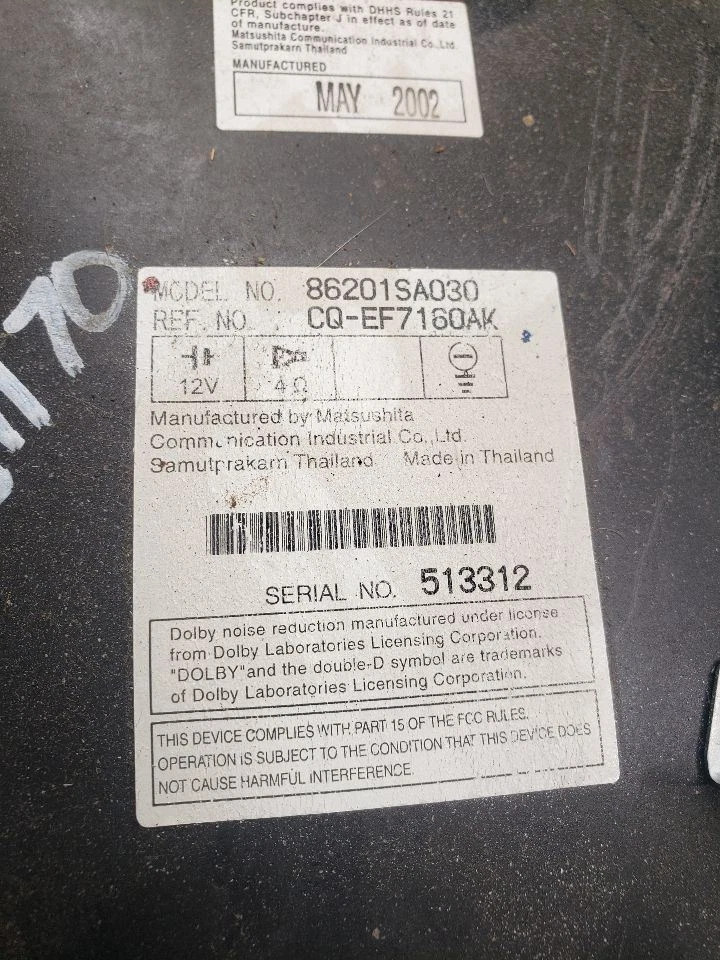 Product complies with DHHS Rules 21
CFR, Subchapter J in effect as of date
of manufacture.
Matsushita Communication Industrial Co.,Ltd.
Samutprakarn Thailand
MANUFACTURED
MAY 2002
MODEL NO. 86201SA030
REF. NO. CQ-EF7160AK
12V 4Ω
Manufactured by Matsushita
Communication Industrial Co.,Ltd.
Samutprakarn Thailand Made in Thailand
SERIAL NO. 513312
Dolby noise reduction manufactured under license
from Dolby Laboratories Licensing Corporation.
"DOLBY" and the double-D symbol are trademarks
of Dolby Laboratories Licensing Corporation.
THIS DEVICE COMPLIES WITH PART 15 OF THE FCC RULES.
OPERATION IS SUBJECT TO THE CONDITION THAT THIS DEVICE DOES
NOT CAUSE HARMFUL INTERFERENCE.